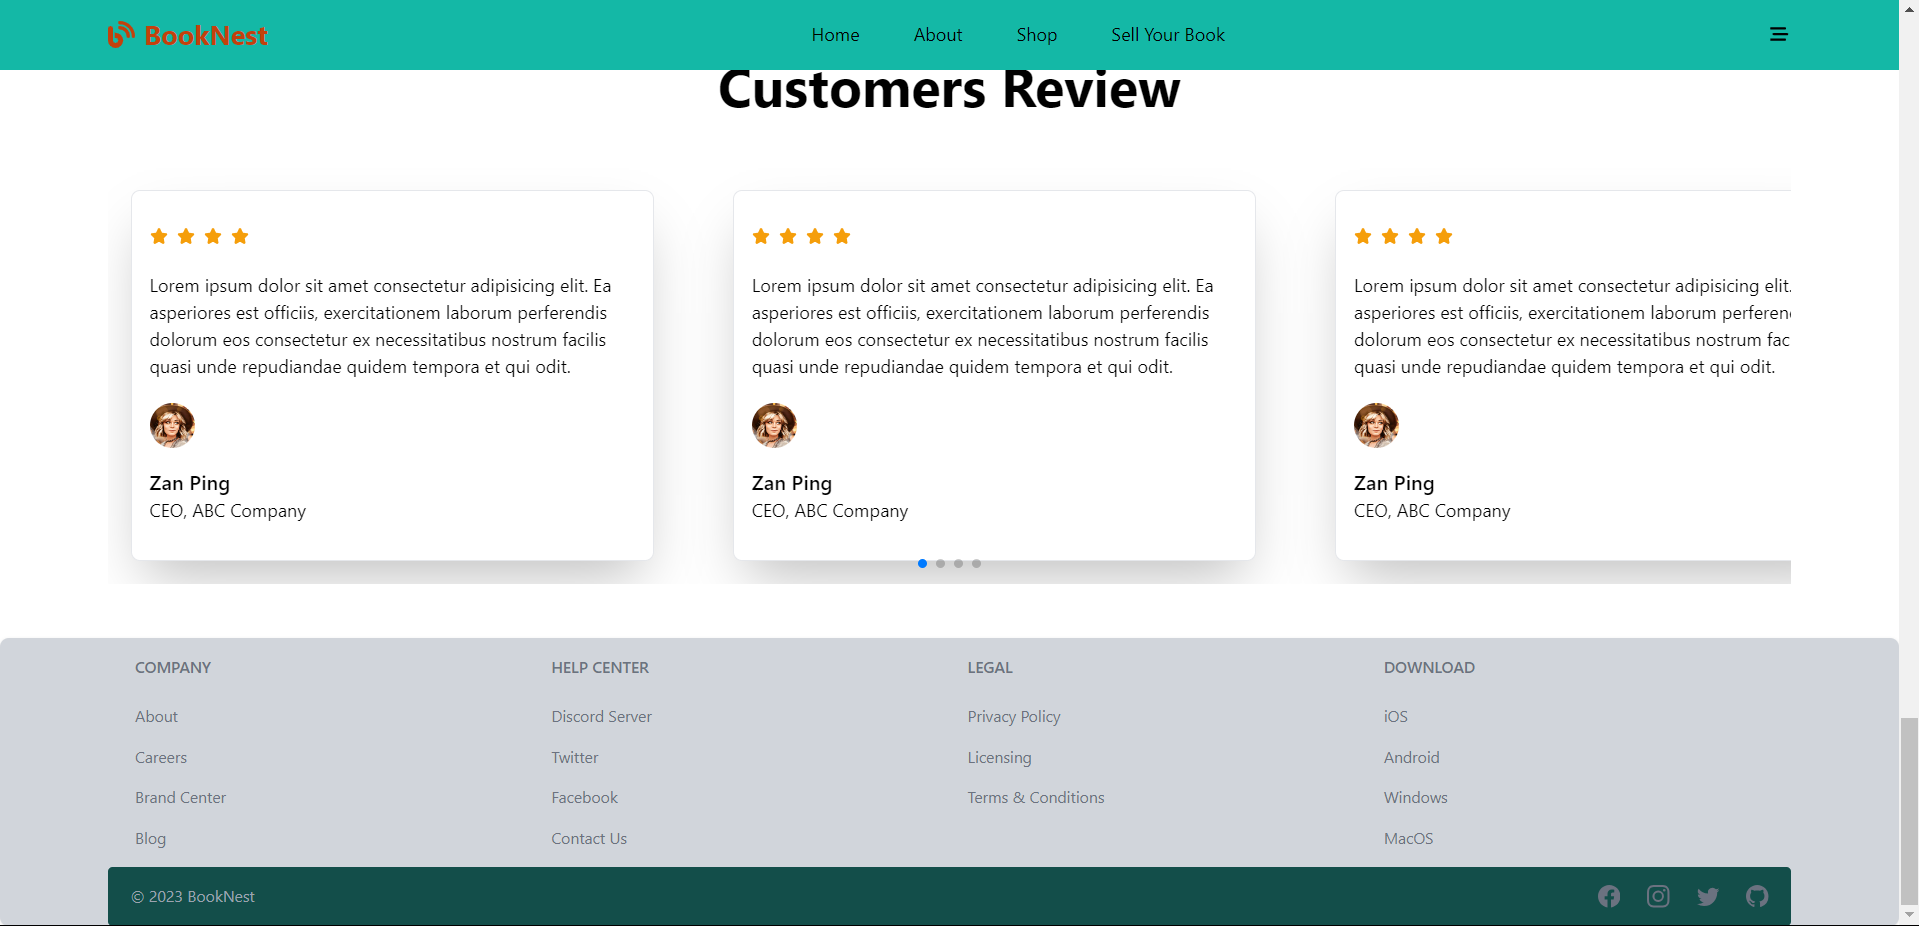 BookNest
Home
About
Shop
Sell Your Book
Customers Review
Lorem ipsum dolor sit amet consectetur adipisicing elit. Ea
asperiores est officiis, exercitationem laborum perferendis
dolorum eos consectetur ex necessitatibus nostrum facilis
quasi unde repudiandae quidem tempora et qui odit.
Zan Ping
CEO, ABC Company
Lorem ipsum dolor sit amet consectetur adipisicing elit. Ea
asperiores est officiis, exercitationem laborum perferendis
dolorum eos consectetur ex necessitatibus nostrum facilis
quasi unde repudiandae quidem tempora et qui odit.
Zan Ping
CEO, ABC Company
Lorem ipsum dolor sit amet consectetur adipisicing elit.
asperiores est officiis, exercitationem laborum perferen
dolorum eos consectetur ex necessitatibus nostrum fac
quasi unde repudiandae quidem tempora et qui odit.
Zan Ping
CEO, ABC Company
COMPANY
About
Careers
Brand Center
Blog
HELP CENTER
Discord Server
Twitter
Facebook
Contact Us
LEGAL
Privacy Policy
Licensing
Terms & Conditions
DOWNLOAD
iOS
Android
Windows
MacOS
© 2023 BookNest